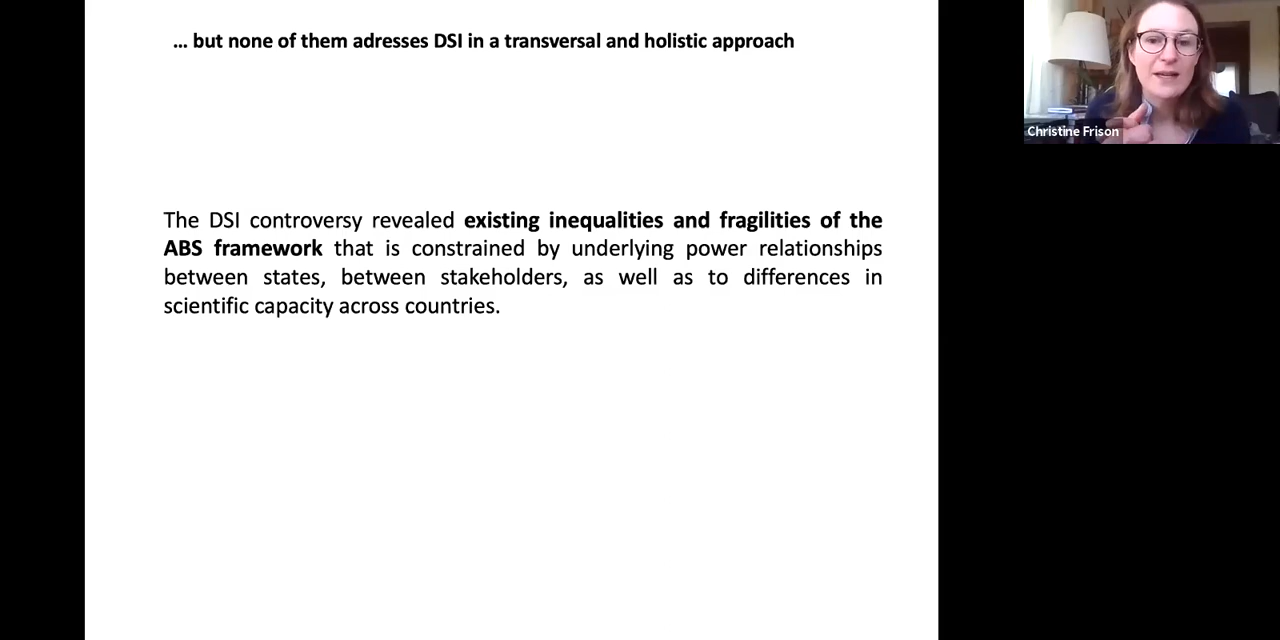 ... but none of them adresses DSI in a transversal and holistic approach
Christine Frison
The DSI controversy revealed existing inequalities and fragilities of the
ABS framework that is constrained by underlying power relationships
between states, between stakeholders, as well as to differences in
scientific capacity across countries.